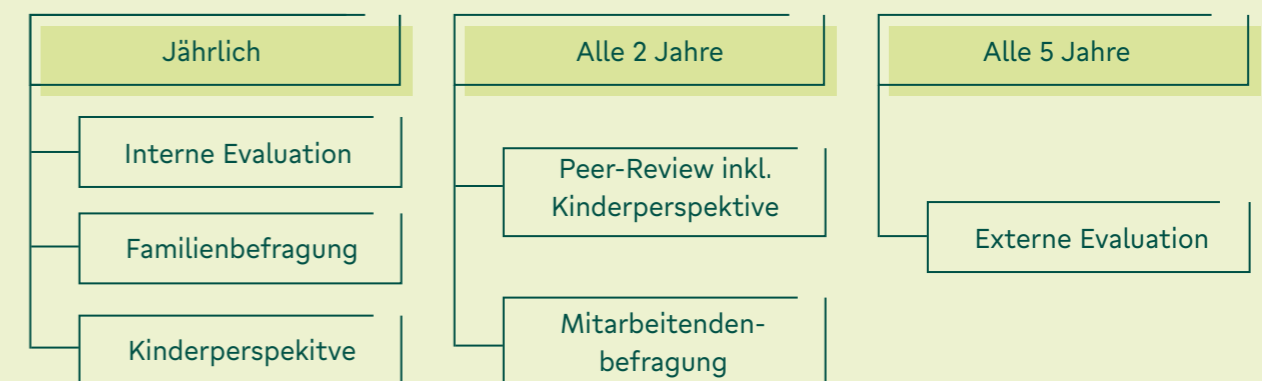 Jährlich
Interne Evaluation
Familienbefragung
Kinderperspekitve
Alle 2 Jahre
Peer-Review inkl.
Kinderperspektive
Mitarbeitenden-
befragung
Alle 5 Jahre
Externe Evaluation